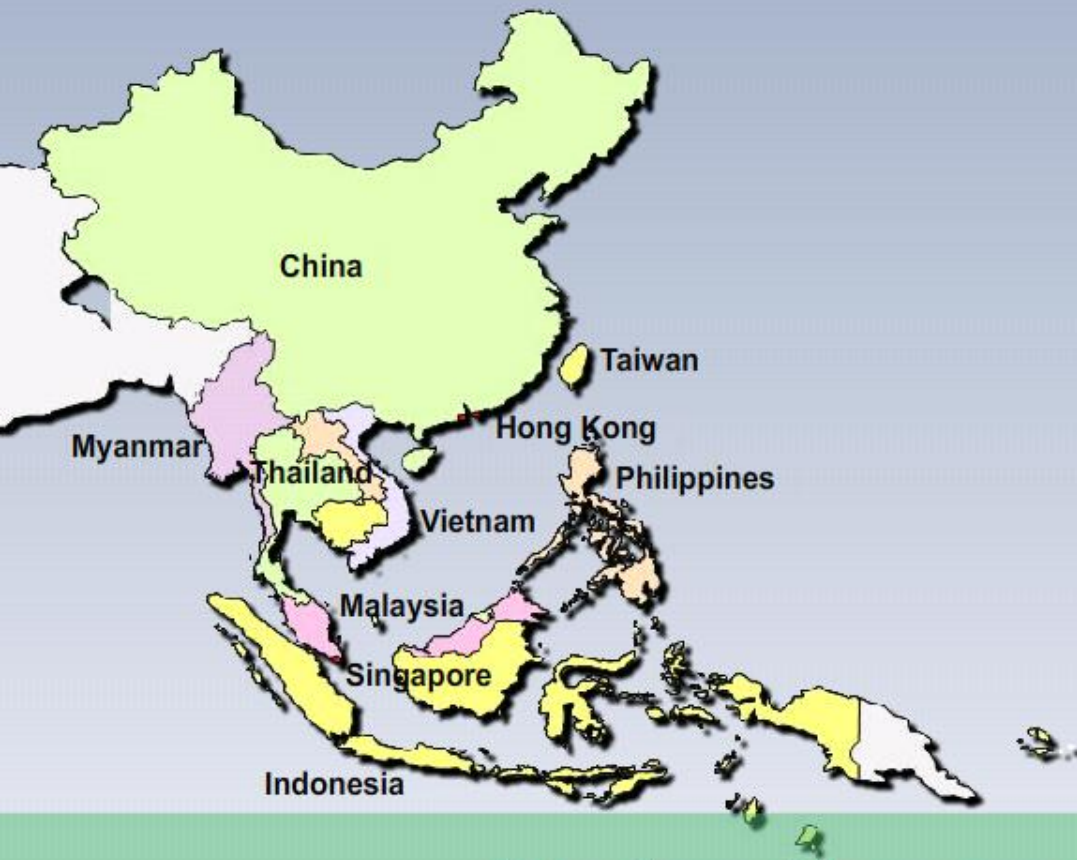 China
Taiwan
Hong Kong
Myanmar
Thailand
Philippines
Vietnam
Malaysia
Singapore
Indonesia